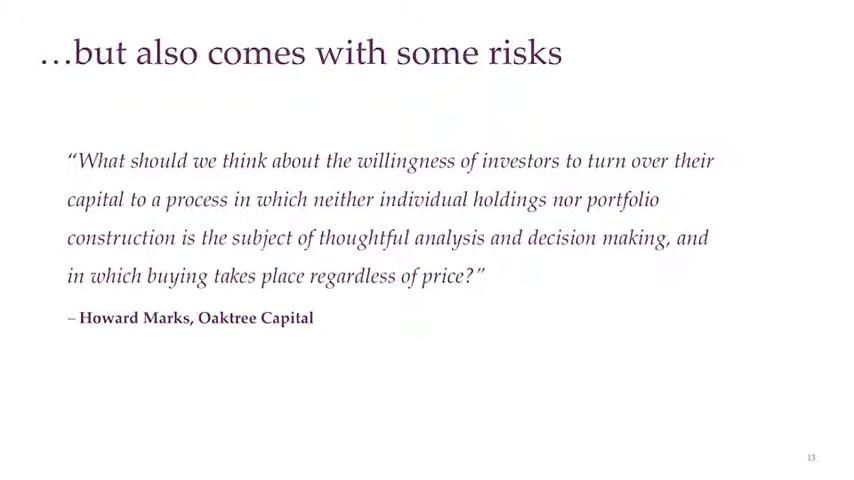 …but also comes with some risks
“What should we think about the willingness of investors to turn over their
capital to a process in which neither individual holdings nor portfolio
construction is the subject of thoughtful analysis and decision making, and
in which buying takes place regardless of price?”
– Howard Marks, Oaktree Capital
13